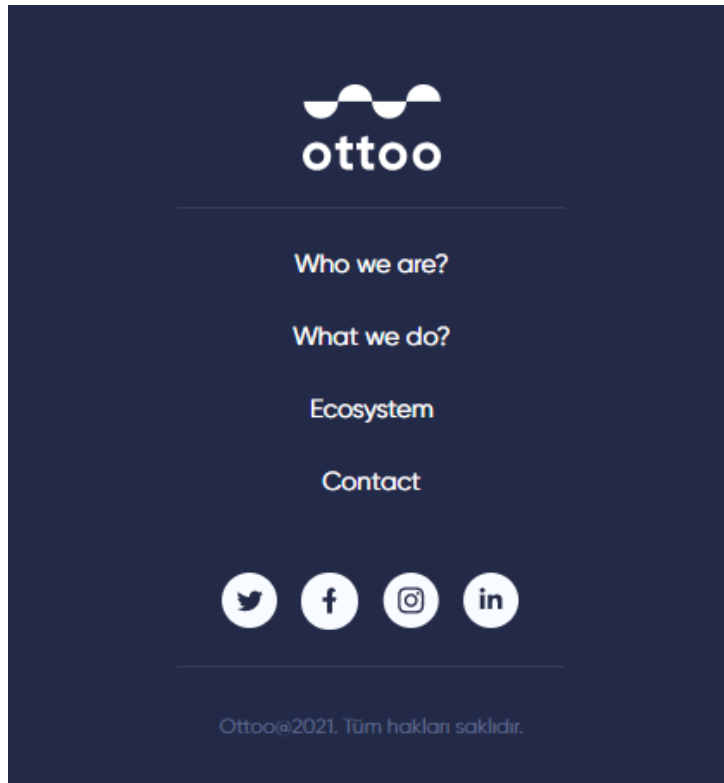 ottoo
Who we are?
What we do?
Ecosystem
Contact
in
Ottoo@2021. Tüm hakları saklıdır.